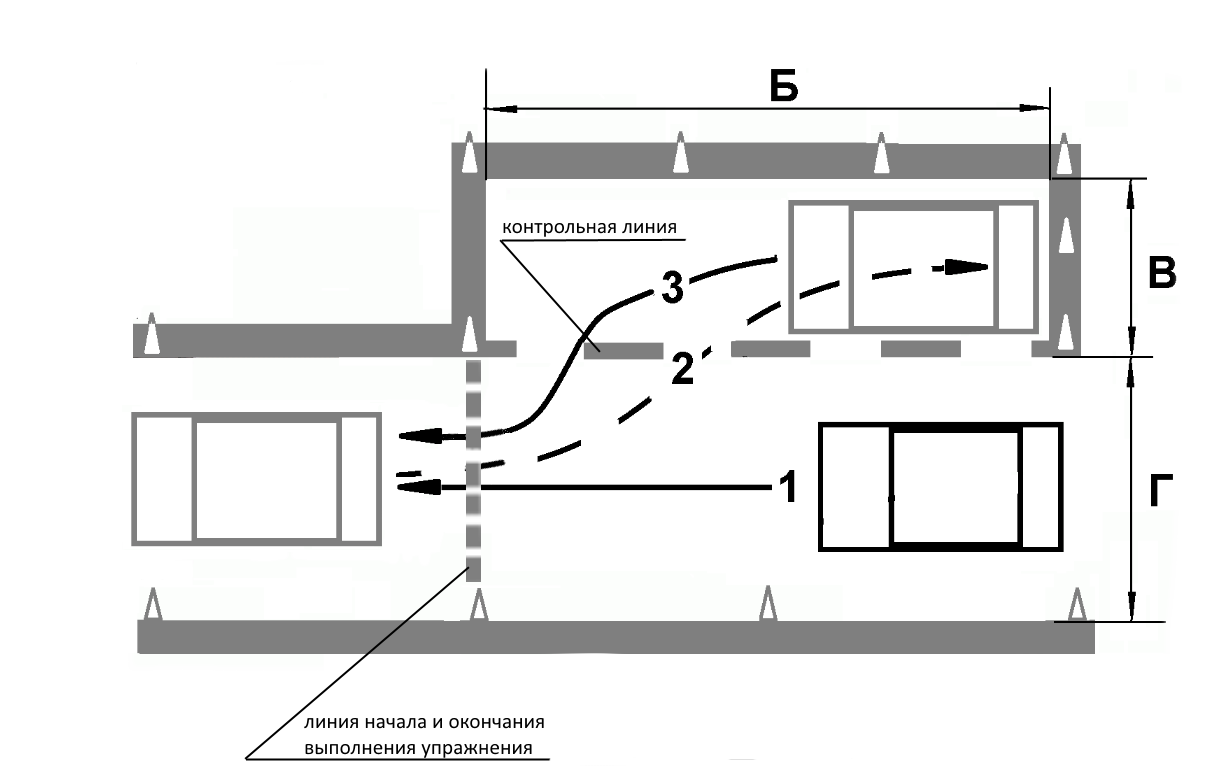 Б
контрольная линия
В
3
2
1
Г
линия начала и окончания
выполнения упражнения